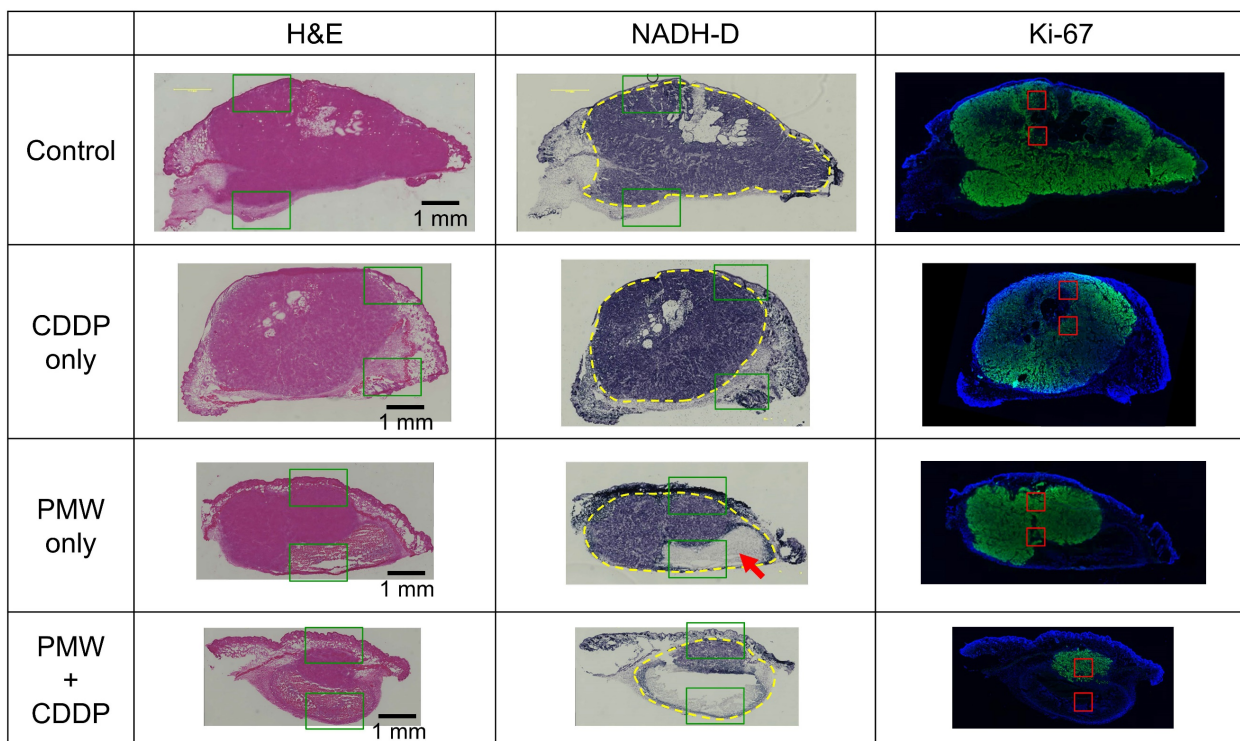 H&E NADH-D Ki-67
Control
1 mm
CDDP
only
1 mm
PMW
only
1 mm
PMW
+
CDDP
1 mm